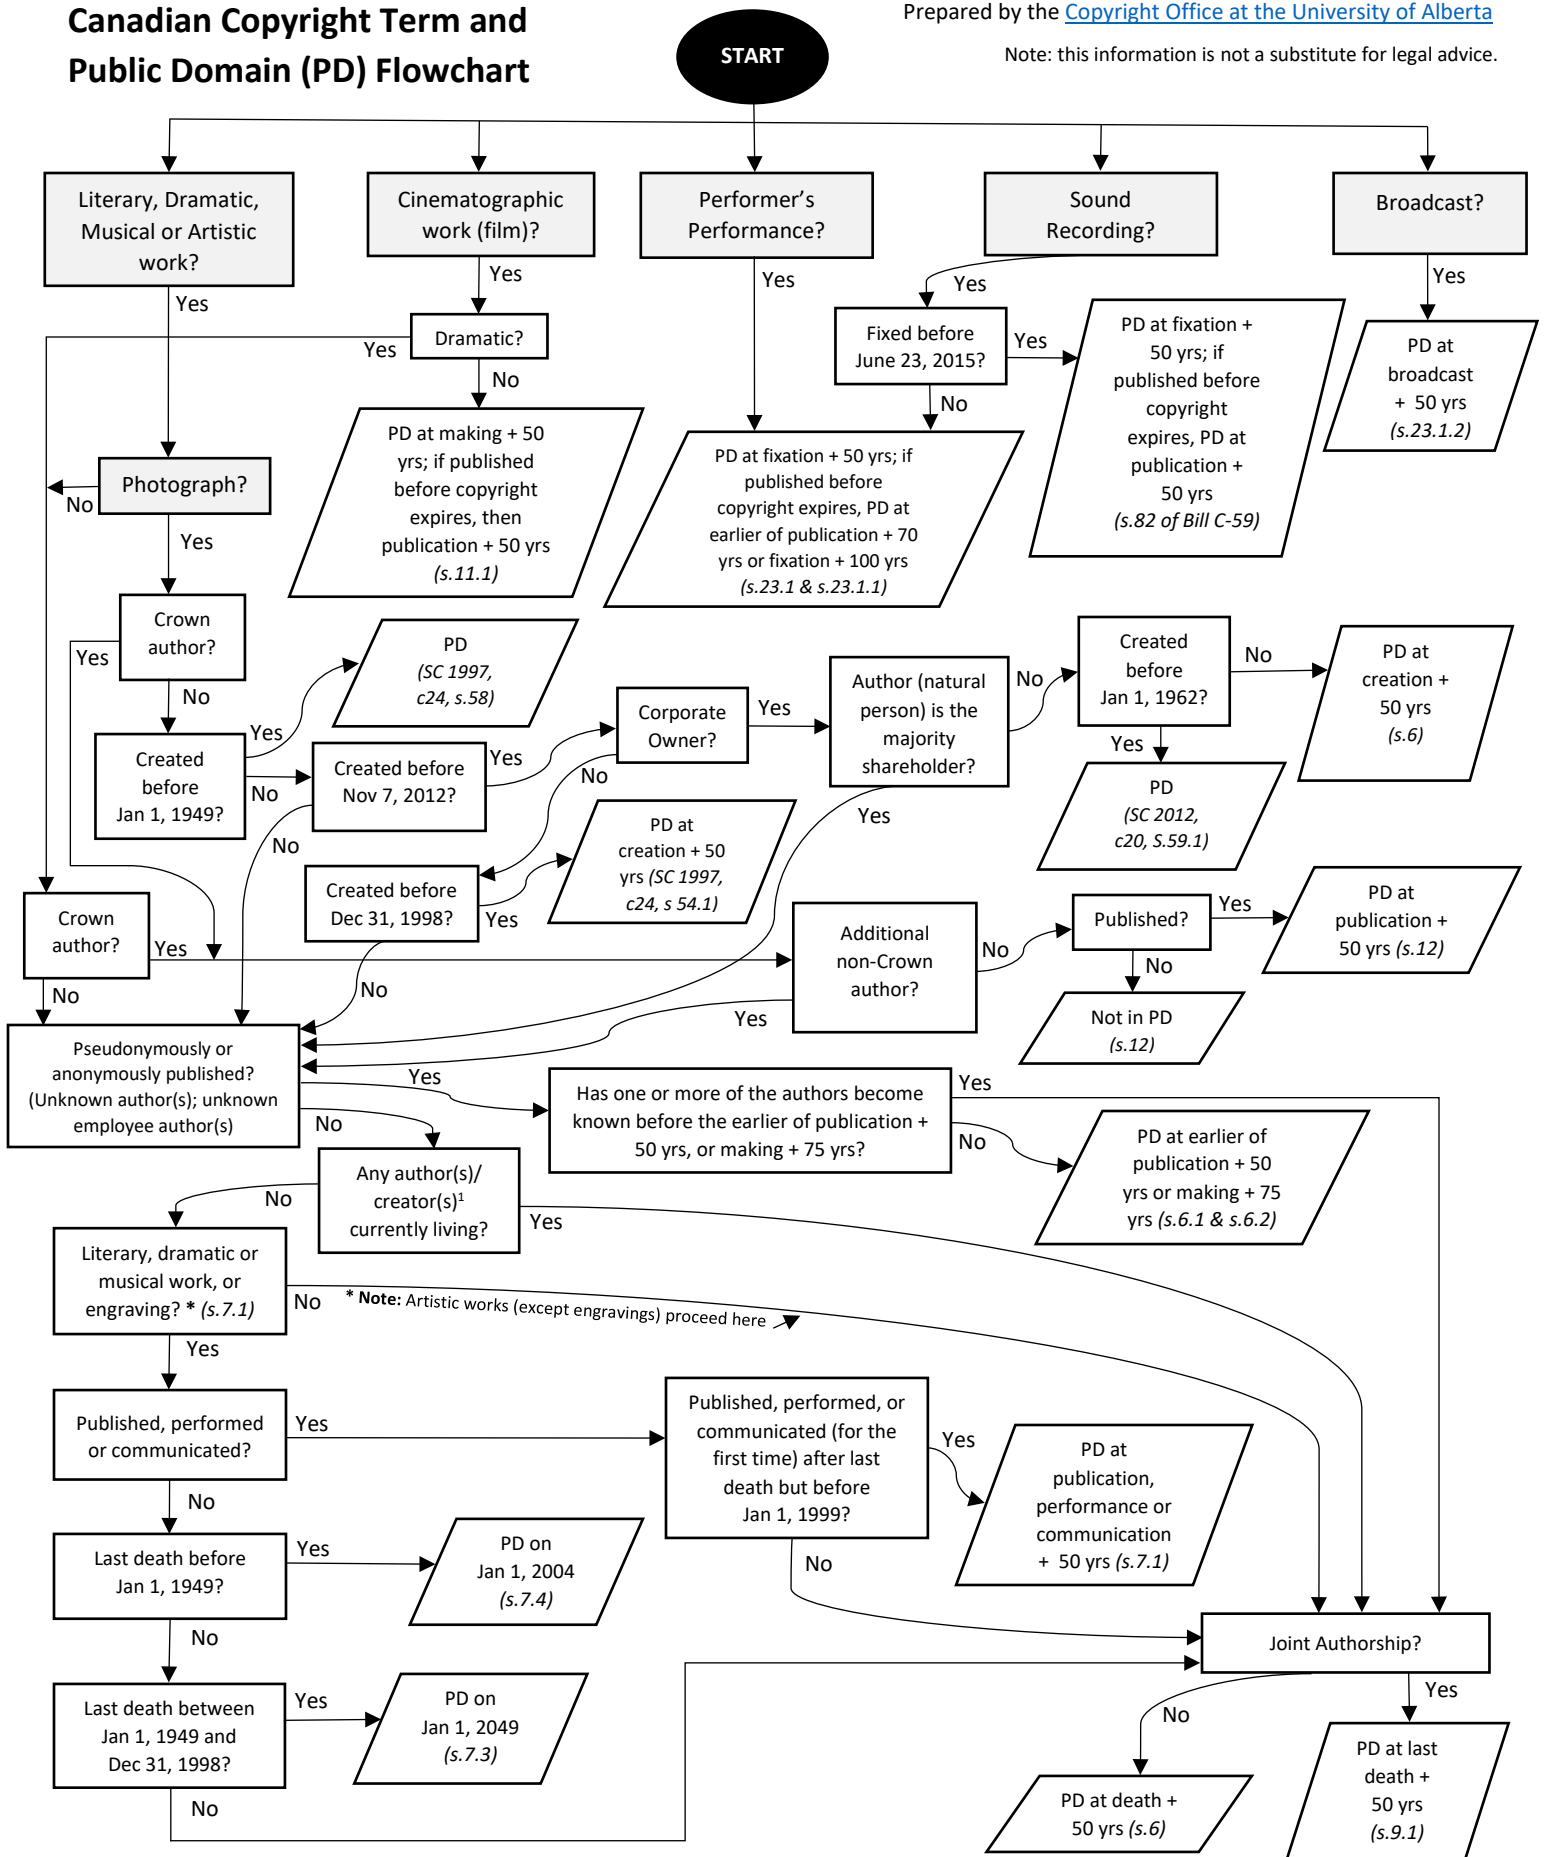 Canadian Copyright Term and
Public Domain (PD) Flowchart
START
Prepared by the Copyright Office at the University of Alberta
Note: this information is not a substitute for legal advice.
Literary, Dramatic,
Musical or Artistic
work?
Cinematographic
work (film)?
Performer's
Performance?
Sound
Recording?
Broadcast?
Yes
Yes
Yes
Yes
Yes
Dramatic?
Yes
No
Fixed before
June 23, 2015?
Yes
No
PD at fixation +
50 yrs; if
published before
copyright
expires, PD at
publication +
50 yrs
(s.82 of Bill C-59)
PD at
broadcast
+ 50 yrs
(s.23.1.2)
PD at making + 50
yrs; if published
before copyright
expires, then
publication + 50 yrs
(s.11.1)
PD at fixation + 50 yrs; if
published before
copyright expires, PD at
earlier of publication + 70
yrs or fixation + 100 yrs
(s.23.1 & s.23.1.1)
Photograph?
No
Yes
Crown
author?
Yes
No
PD
(SC 1997,
c24, s.58)
Created
before
Jan 1, 1949?
Yes
No
Created before
Nov 7, 2012?
Yes
No
Corporate
Owner?
Yes
No
Author (natural
person) is the
majority
shareholder?
No
Yes
Created
before
Jan 1, 1962?
No
Yes
PD at
creation +
50 yrs
(s.6)
PD
(SC 2012,
c20, S.59.1)
PD at
creation + 50
yrs (SC 1997,
c24, s 54.1)
Created before
Dec 31, 1998?
Yes
No
Crown
author?
Yes
No
Additional
non-Crown
author?
No
Yes
Published?
Yes
No
PD at
publication +
50 yrs (s.12)
Not in PD
(s.12)
Pseudonymously or
anonymously published?
(Unknown author(s); unknown
employee author(s)
Yes
No
Has one or more of the authors become
known before the earlier of publication +
50 yrs, or making + 75 yrs?
Yes
No
PD at earlier of
publication + 50
yrs or making + 75
yrs (s.6.1 & s.6.2)
Any author(s)/
creator(s)1
currently living?
No
Yes
Literary, dramatic or
musical work, or
engraving? * (s.7.1)
No
Yes
* Note: Artistic works (except engravings) proceed here
Published, performed
or communicated?
Yes
No
Published, performed, or
communicated (for the
first time) after last
death but before
Jan 1, 1999?
Yes
No
PD at
publication,
performance or
communication
+ 50 yrs (s.7.1)
Last death before
Jan 1, 1949?
Yes
No
PD on
Jan 1, 2004
(s.7.4)
Last death between
Jan 1, 1949 and
Dec 31, 1998?
Yes
No
PD on
Jan 1, 2049
(s.7.3)
Joint Authorship?
No
Yes
PD at death +
50 yrs (s.6)
PD at last
death +
50 yrs
(s.9.1)